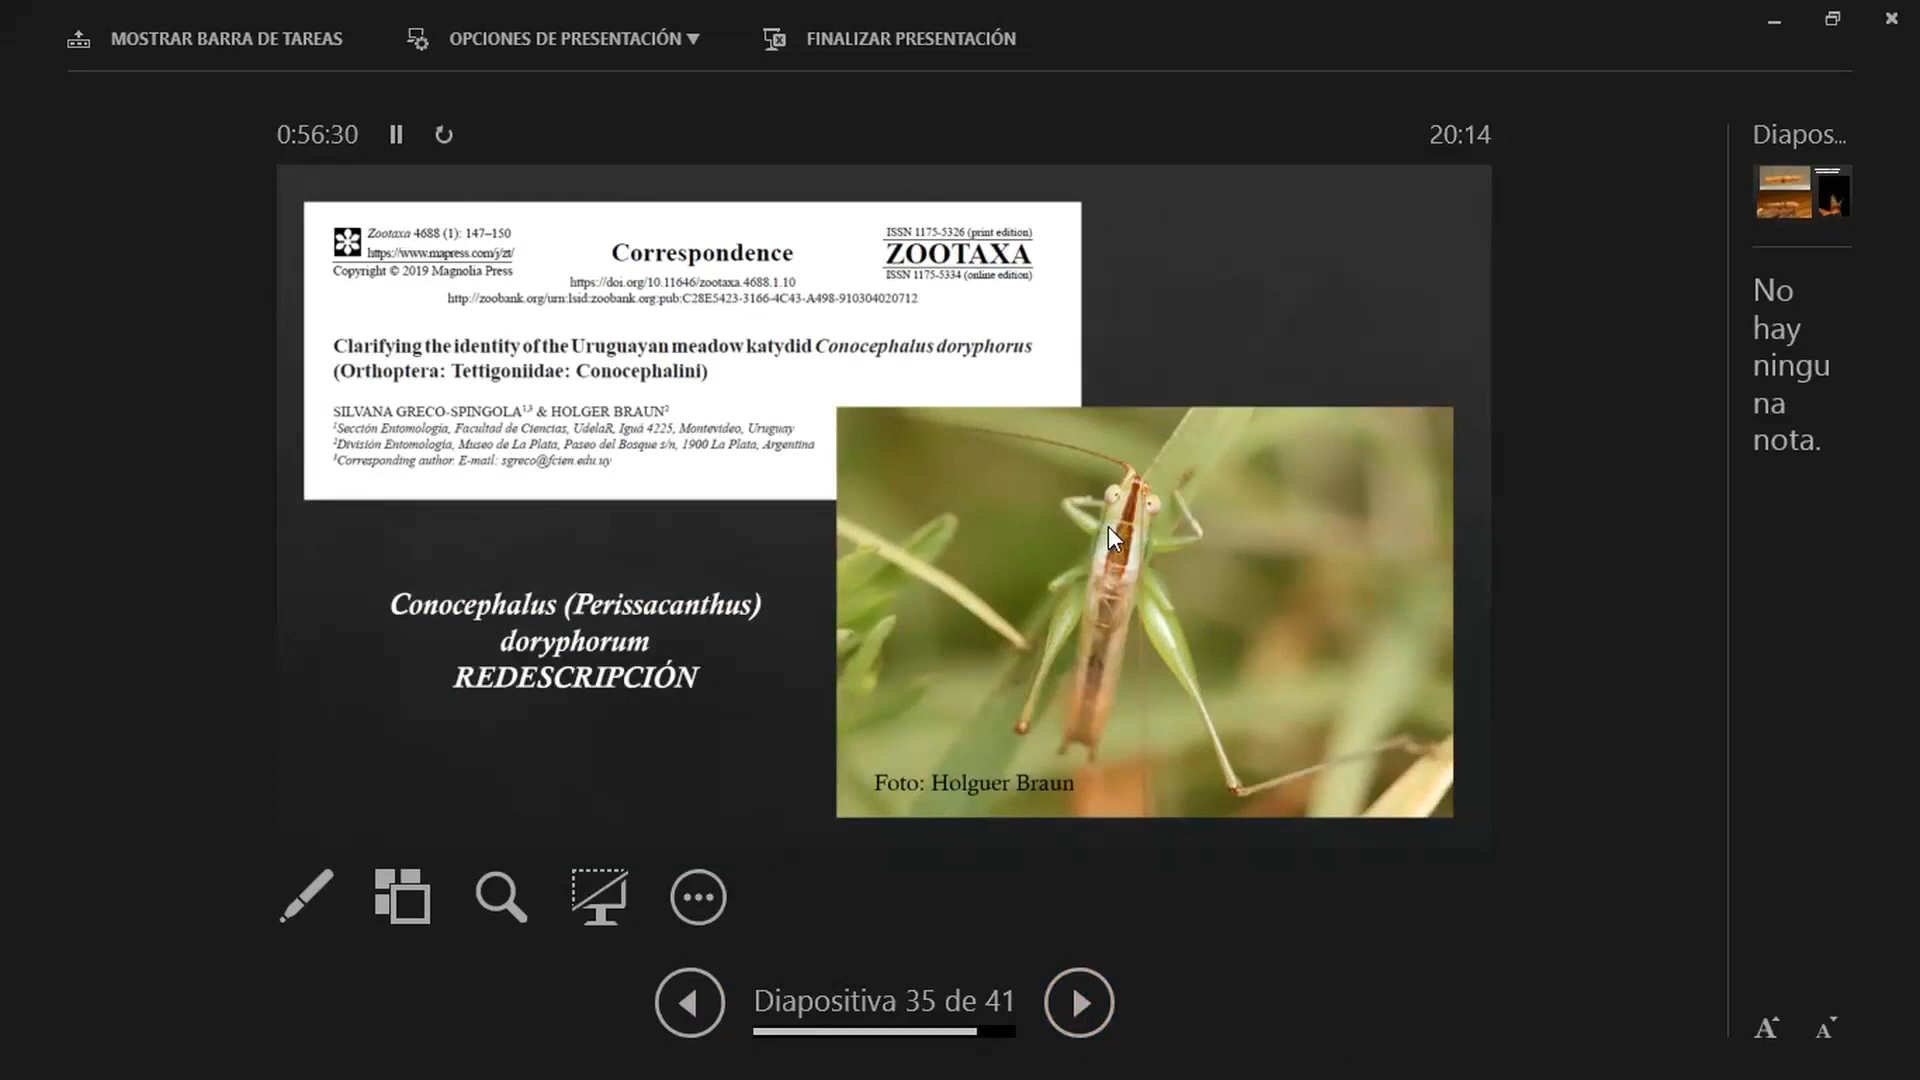 MOSTRAR BARRA DE TAREAS
OPCIONES DE PRESENTACIÓN
FINALIZAR PRESENTACIÓN
0:56:30
20:14
Zootaxa 4688 (1): 147–150
https://www.mapress.com/j/zt/
Copyright © 2019 Magnolia Press
Correspondence
ISSN 1175-5326 (print edition)
ZOOTAXA
ISSN 1175-5334 (online edition)
https://doi.org/10.11646/zootaxa.4688.1.10
http://zoobank.org/urn:lsid:zoobank.org:pub:C28E5423-3166-4C43-A498-910304020712
Clarifying the identity of the Uruguayan meadow katydid Conocephalus doryphorus
(Orthoptera: Tettigoniidae: Conocephalini)
SILVANA GRECO-SPINGOLA1,3 & HOLGER BRAUN2
1Sección Entomología, Facultad de Ciencias, UdelaR, Iguá 4225, Montevideo, Uruguay
2División Entomología, Museo de La Plata, Paseo del Bosque s/n, 1900 La Plata, Argentina
3Corresponding author. E-mail: sgreco@fcien.edu.uy
Conocephalus (Perissacanthus)
doryphorum
REDESCRIPCIÓN
Foto: Holguer Braun
Diapositiva 35 de 41
Diapos...
No
hay
ningu
na
nota.
A
A